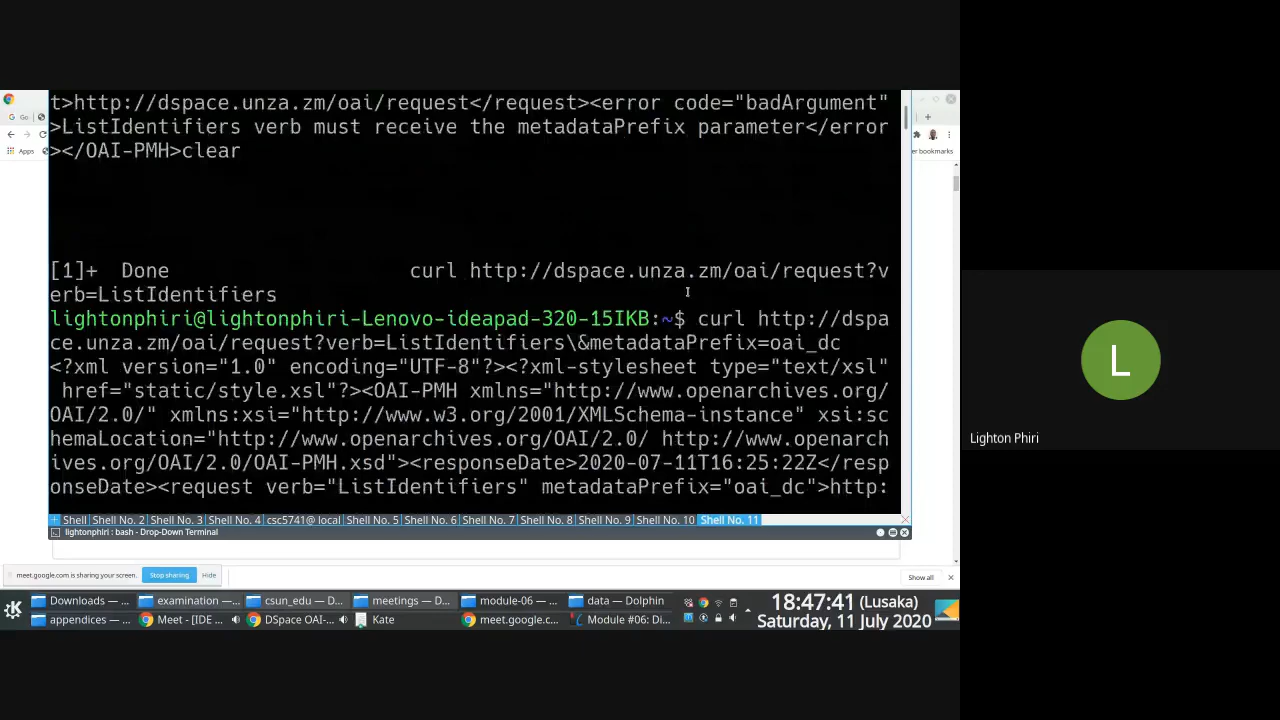 t>http://dspace.unza.zm/oai/request</request><error code="badArgument"
>ListIdentifiers verb must receive the metadataPrefix parameter</error
></OAI-PMH>clear
[1]+  Done                    curl http://dspace.unza.zm/oai/request?v
erb=ListIdentifiers
lightonphiri@lightonphiri-Lenovo-ideapad-320-15IKB:~$ curl http://dspa
ce.unza.zm/oai/request?verb=ListIdentifiers\&metadataPrefix=oai_dc
<?xml version="1.0" encoding="UTF-8"?><?xml-stylesheet type="text/xsl"
 href="static/style.xsl"?><OAI-PMH xmlns="http://www.openarchives.org/
OAI/2.0/" xmlns:xsi="http://www.w3.org/2001/XMLSchema-instance" xsi:sc
hemaLocation="http://www.openarchives.org/OAI/2.0/ http://www.openarch
ives.org/OAI/2.0/OAI-PMH.xsd"><responseDate>2020-07-11T16:25:22Z</resp
onseDate><request verb="ListIdentifiers" metadataPrefix="oai_dc">http:
Shell Shell No. 2 Shell No. 3 Shell No. 4 csc5741@ local Shell No. 5 Shell No. 6 Shell No. 7 Shell No. 8 Shell No. 9 Shell No. 10 Shell No. 11
lightonphiri : bash - Drop-Down Terminal
G Go
Apps
er bookmarks
meet.google.com is sharing your screen. Stop sharing Hide
Show all
Downloads — ... examination —... csun_edu — D... meetings — D... module-06 — ... data — Dolphin
appendices — ... Meet - [IDE ... DSpace OAI-... Kate meet.google.c... Module #06: Di...
18:47:41 (Lusaka)
Saturday, 11 July 2020
L
Lighton Phiri